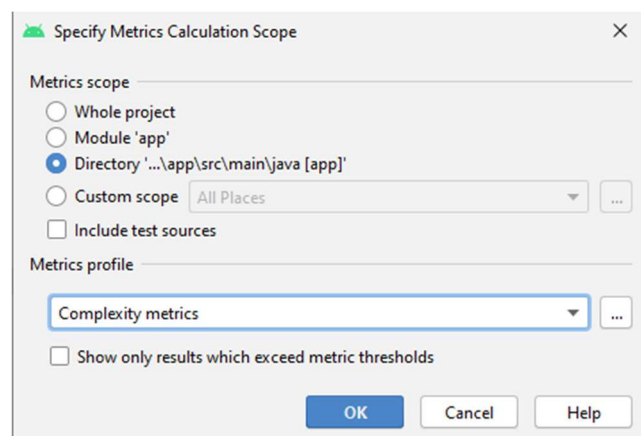 Specify Metrics Calculation Scope
Metrics scope
Whole project
Module 'app'
Directory '...\app\src\main\java [app]'
Custom scope All Places ...
Include test sources
Metrics profile
Complexity metrics ...
Show only results which exceed metric thresholds
OK Cancel Help